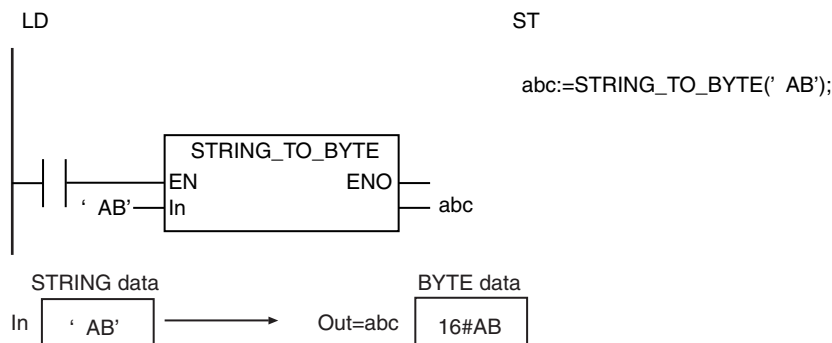 LD
ST
abc:=STRING_TO_BYTE(' AB');
STRING_TO_BYTE
EN ENO
‘ AB’ In abc
STRING data BYTE data
In ‘ AB’ Out=abc 16#AB